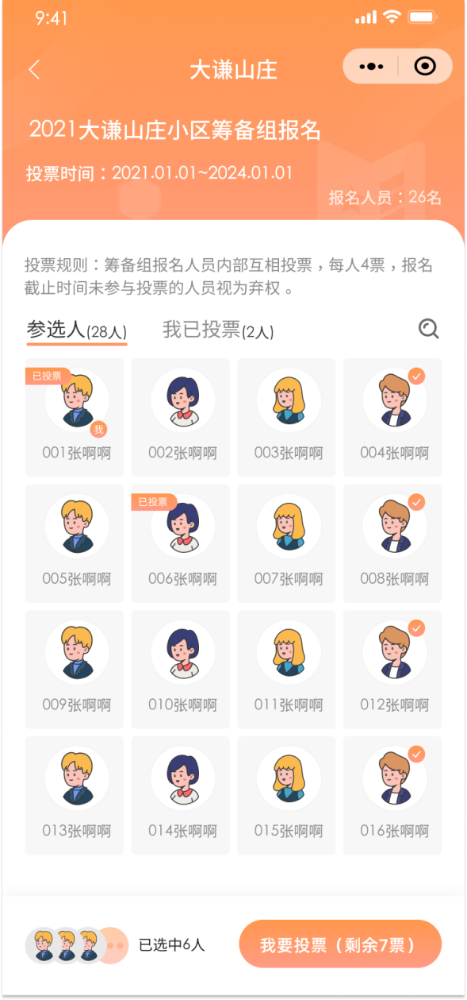 9:41
大谦山庄
2021大谦山庄小区筹备组报名
投票时间：2021.01.01~2024.01.01
报名人员：26名
投票规则：筹备组报名人员内部互相投票，每人4票，报名
截止时间未参与投票的人员视为弃权。
参选人(28人) 我已投票(2人)
已投票
我
001张啊啊 002张啊啊 003张啊啊 004张啊啊
已投票
005张啊啊 006张啊啊 007张啊啊 008张啊啊
009张啊啊 010张啊啊 011张啊啊 012张啊啊
013张啊啊 014张啊啊 015张啊啊 016张啊啊
已选中6人 我要投票（剩余7票）